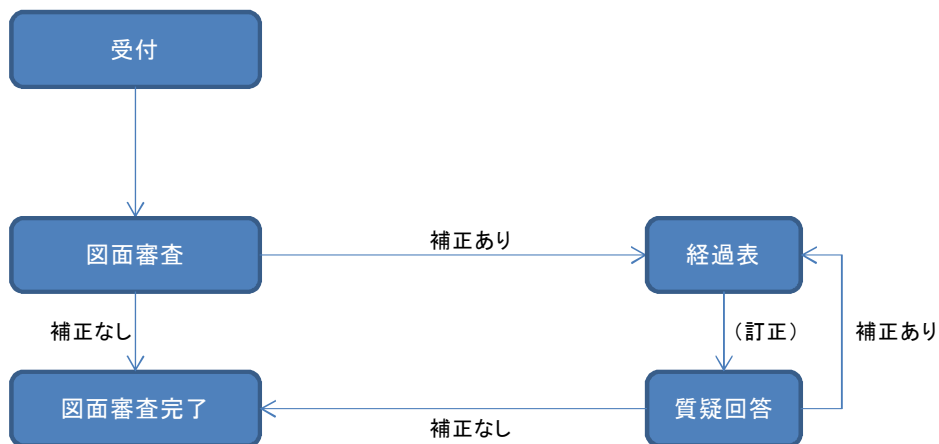 受付
図面審査
補正あり
経過表
補正なし
（訂正）
補正あり
図面審査完了
補正なし
質疑回答